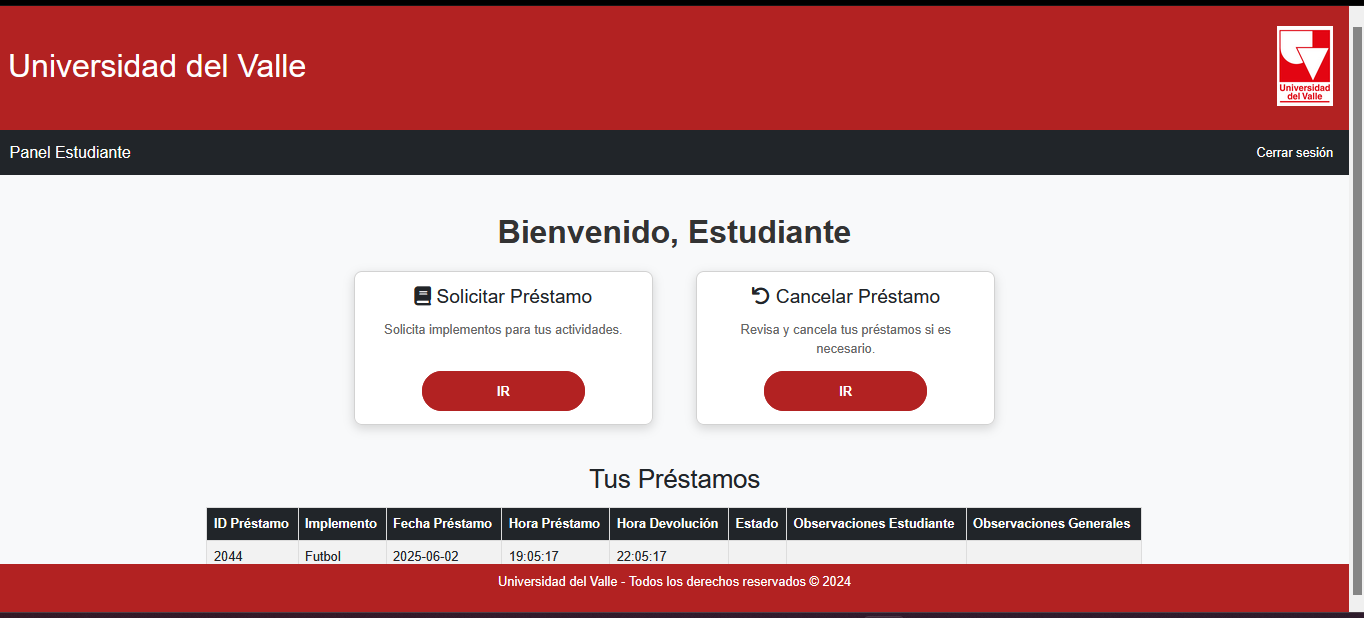 Universidad del Valle
Universidad
del Valle
Panel Estudiante
Cerrar sesión
Bienvenido, Estudiante
Solicitar Préstamo
Solicita implementos para tus actividades.
IR
Cancelar Préstamo
Revisa y cancela tus préstamos si es
necesario.
IR
Tus Préstamos
ID Préstamo Implemento Fecha Préstamo Hora Préstamo Hora Devolución Estado Observaciones Estudiante Observaciones Generales
2044 Futbol 2025-06-02 19:05:17 22:05:17
Universidad del Valle - Todos los derechos reservados © 2024